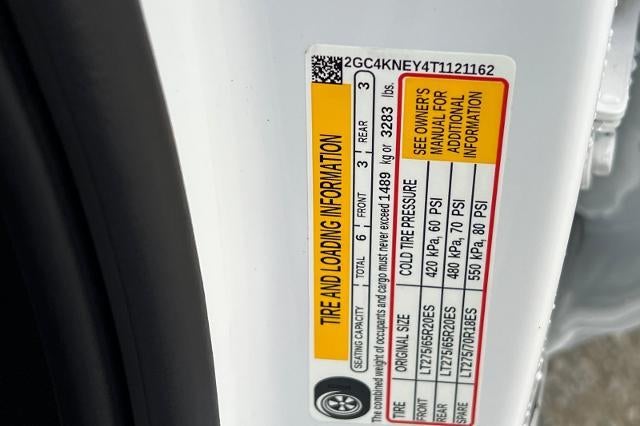 2GC4KNEY4T1121162
TIRE AND LOADING INFORMATION
SEATING CAPACITY TOTAL 6 FRONT 3 REAR 3
The combined weight of occupants and cargo must never exceed 1489 kg or 3283 lbs.
TIRE ORIGINAL SIZE COLD TIRE PRESSURE
FRONT LT275/65R20ES 420 kPa, 60 PSI
REAR LT275/65R20ES 480 kPa, 70 PSI
SPARE LT275/70R18ES 550 kPa, 80 PSI
SEE OWNER'S
MANUAL FOR
ADDITIONAL
INFORMATION